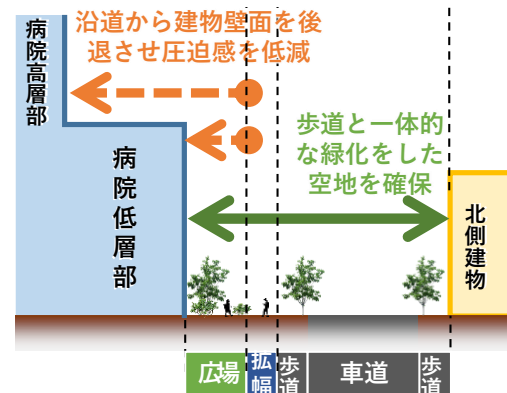 沿道から建物壁面を後
退させ圧迫感を低減
病院高層部
歩道と一体的
な緑化をした
空地を確保
病院低層部
北側建物
広場
拡幅
歩道
車道
歩道